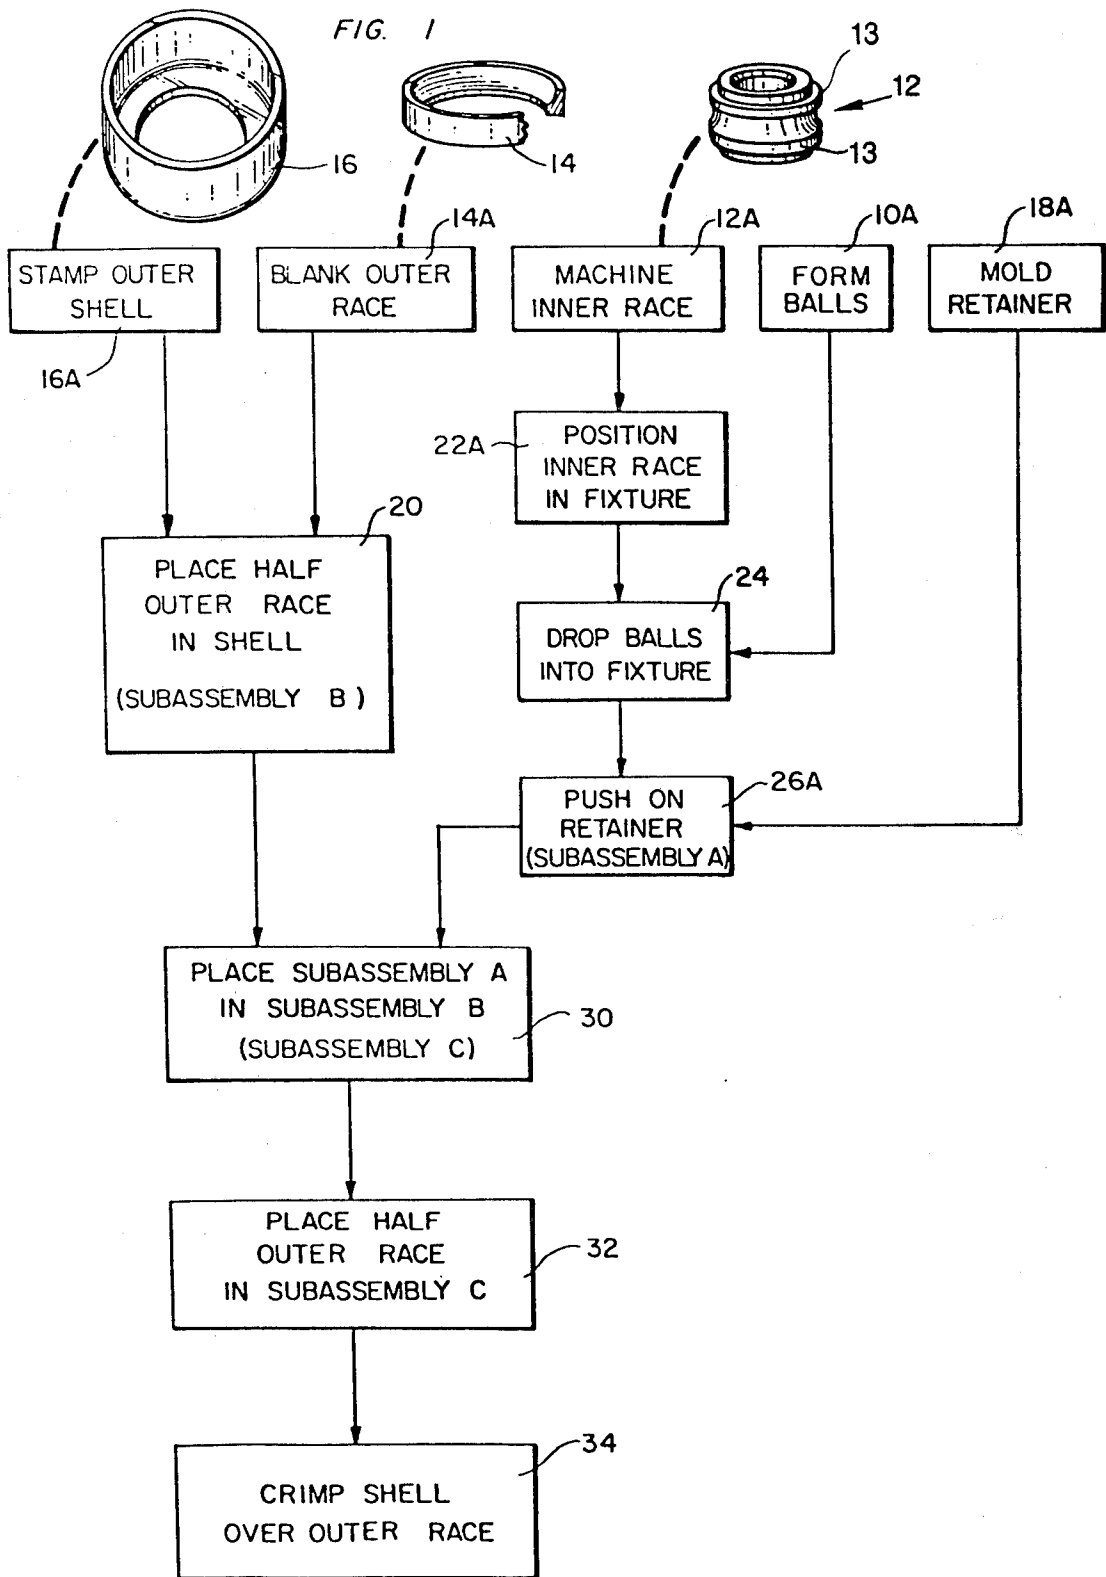 FIG. 1
16
14
13
12
13
16A
14A
12A
10A
18A
STAMP OUTER
SHELL
BLANK OUTER
RACE
MACHINE
INNER RACE
FORM
BALLS
MOLD
RETAINER
22A
POSITION
INNER RACE
IN FIXTURE
20
PLACE HALF
OUTER RACE
IN SHELL
(SUBASSEMBLY B)
24
DROP BALLS
INTO FIXTURE
26A
PUSH ON
RETAINER
(SUBASSEMBLY A)
PLACE SUBASSEMBLY A
IN SUBASSEMBLY B
(SUBASSEMBLY C)
30
PLACE HALF
OUTER RACE
IN SUBASSEMBLY C
32
34
CRIMP SHELL
OVER OUTER RACE